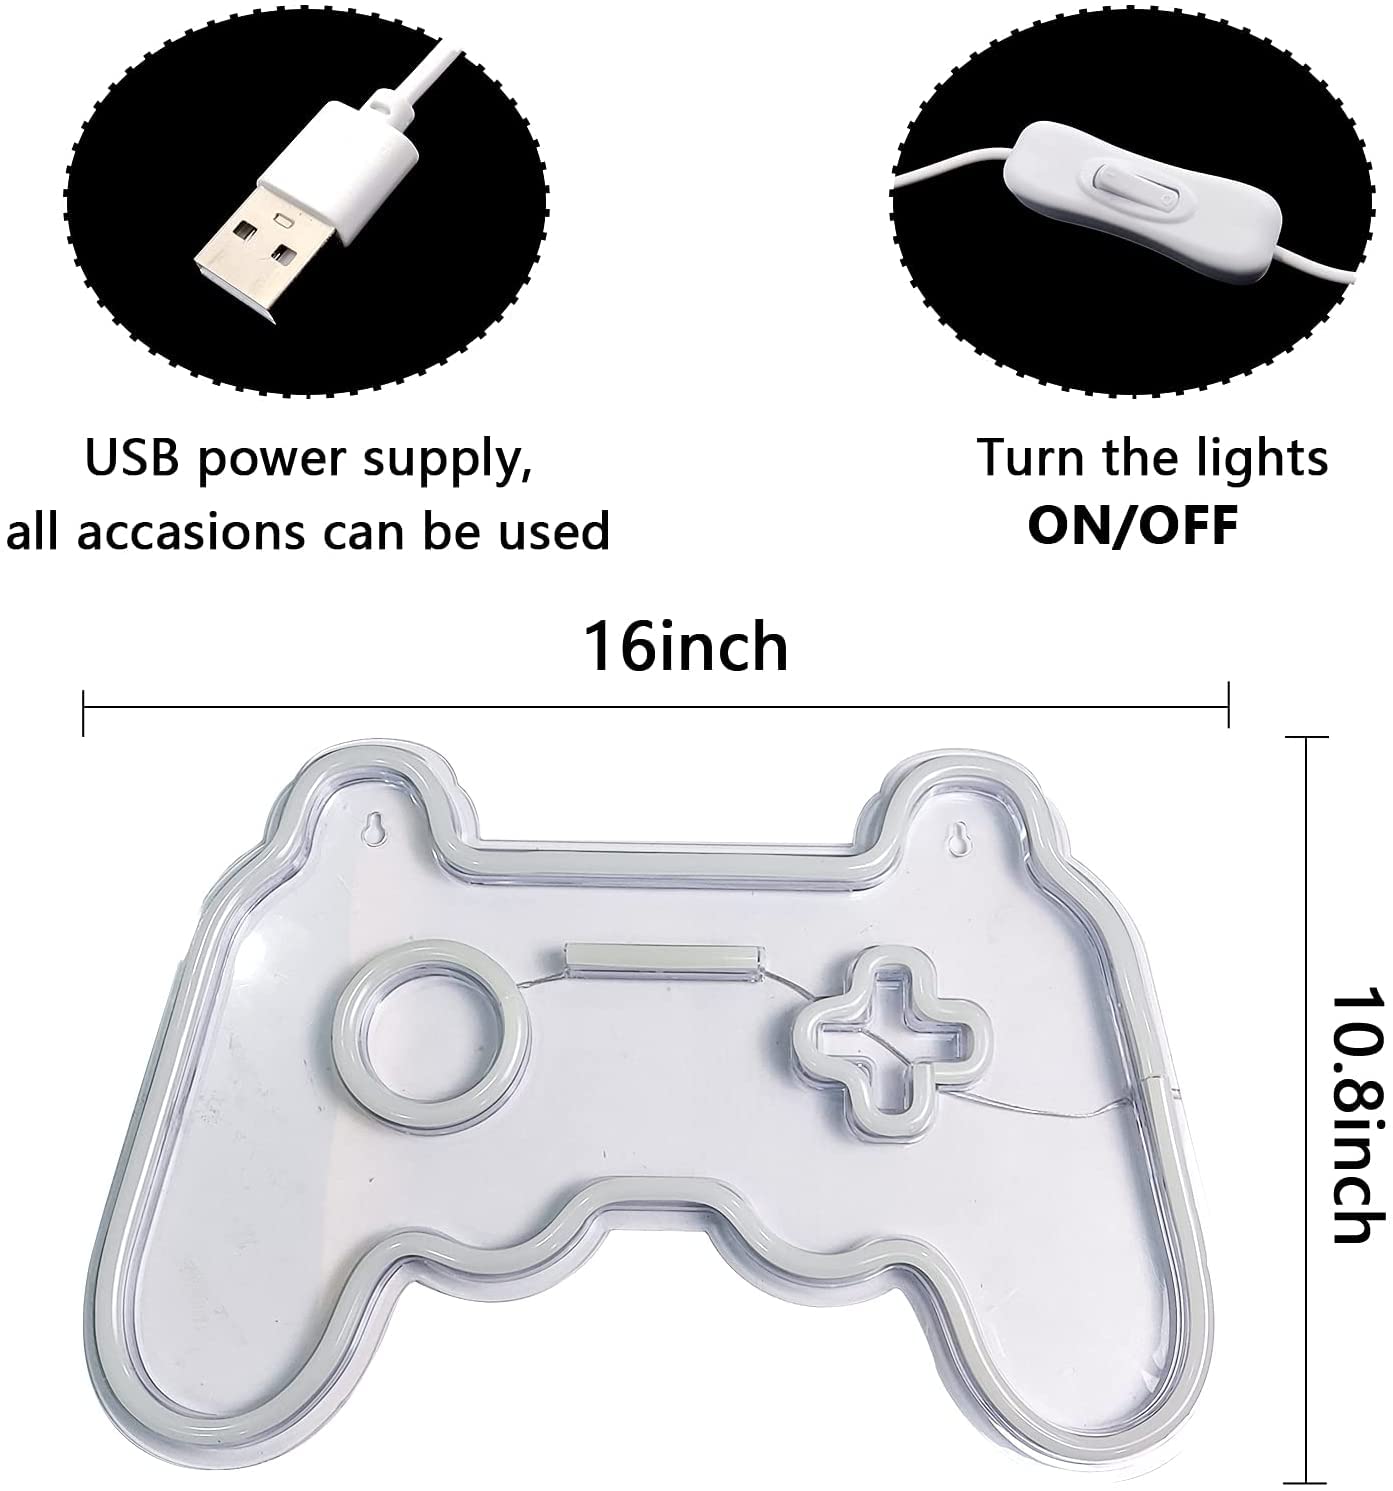 USB power supply,
all accasions can be used
Turn the lights
ON/OFF
16inch
10.8inch